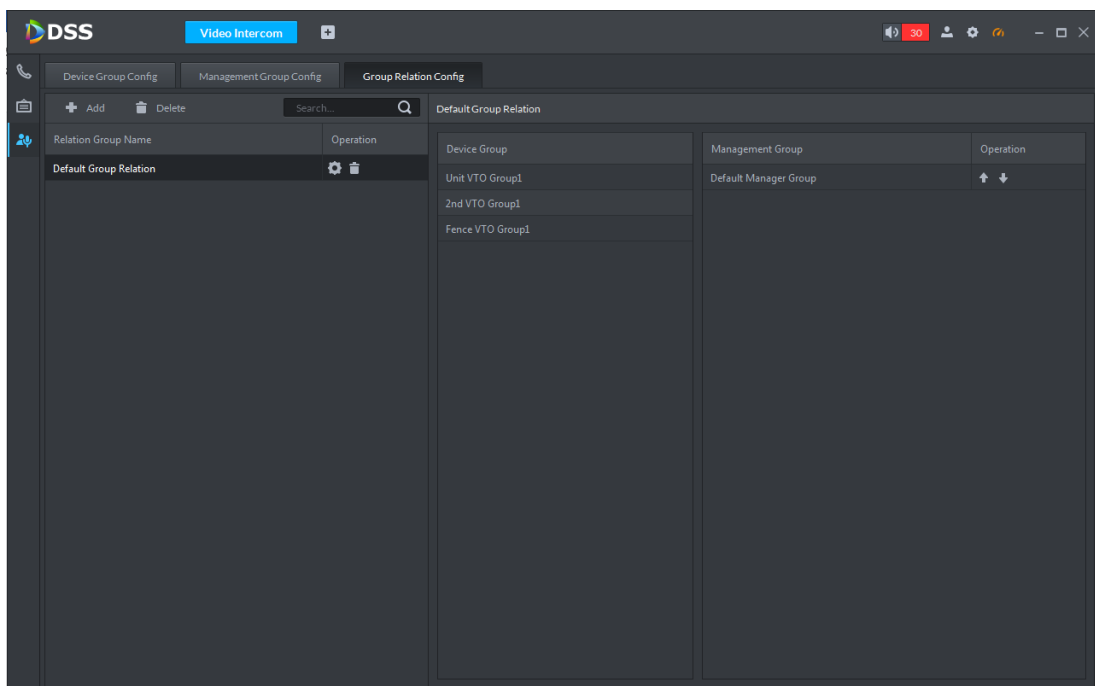 DSS Video Intercom 30
Device Group Config Management Group Config Group Relation Config
Add Delete Search... Default Group Relation
Relation Group Name Operation
Device Group Management Group Operation
Default Group Relation
Unit VTO Group1 Default Manager Group
2nd VTO Group1
Fence VTO Group1